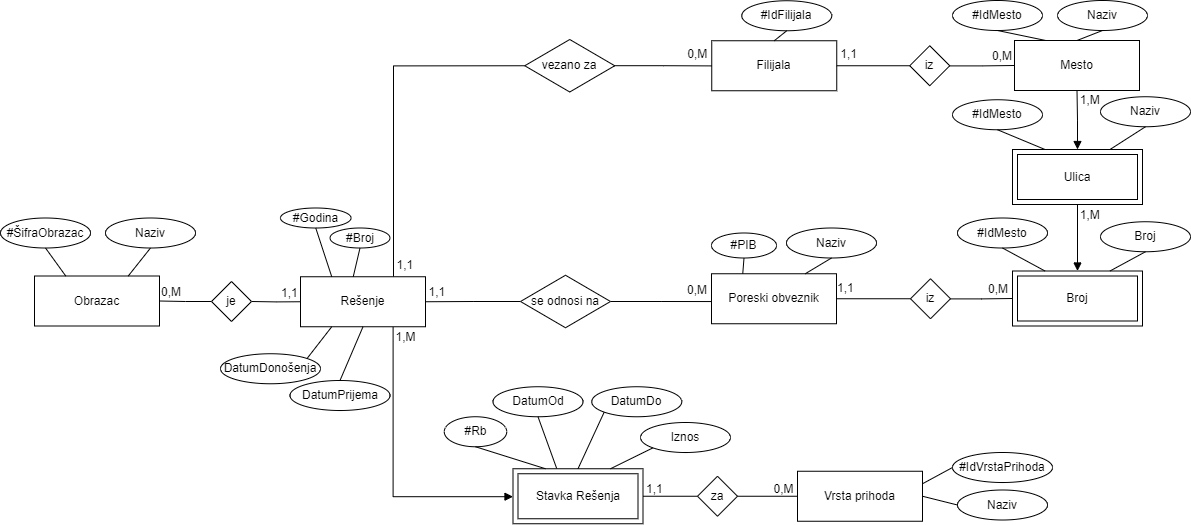 #IdFilijala
#IdMesto
Naziv
vezano za
0,M
Filijala
1,1
iz
0,M
Mesto
1,M
#IdMesto
Naziv
Ulica
1,M
#ŠifraObrazac
Naziv
#Godina
#Broj
1,1
#PIB
Naziv
#IdMesto
Broj
Obrazac
0,M
je
1,1
Rešenje
1,1
se odnosi na
0,M
Poreski obveznik
1,1
iz
0,M
Broj
1,M
DatumDonošenja
DatumPrijema
#Rb
DatumOd
DatumDo
Iznos
Stavka Rešenja
1,1
za
0,M
Vrsta prihoda
#IdVrstaPrihoda
Naziv